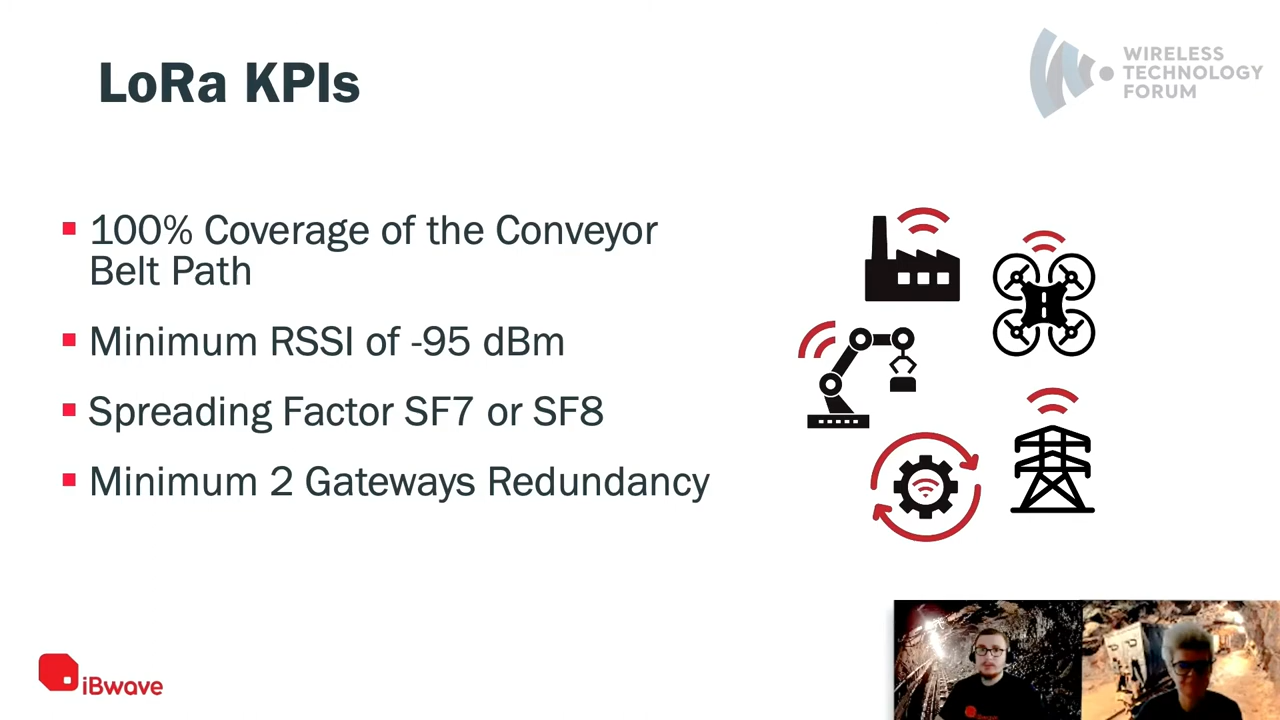 LoRa KPIs
WIRELESS
TECHNOLOGY
FORUM
100% Coverage of the Conveyor
Belt Path
Minimum RSSI of -95 dBm
Spreading Factor SF7 or SF8
Minimum 2 Gateways Redundancy
iBwave